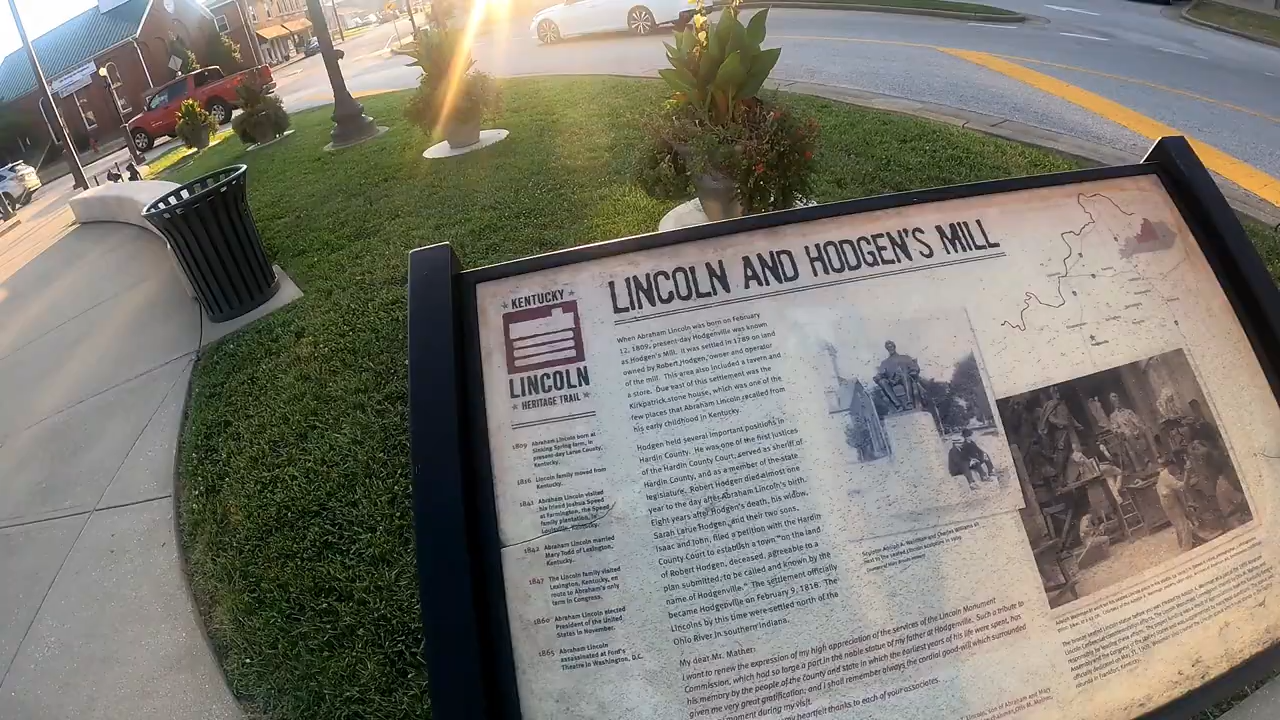 LINCOLN AND HODGEN'S MILL
KENTUCKY
LINCOLN
HERITAGE TRAIL
1809 Abraham Lincoln born at
Sinking Spring farm, in
present-day Larue County,
Kentucky.
1816 Lincoln family moved from
Kentucky.
1841 Abraham Lincoln visited
his friend Joshua Speed
at Farmington, the Speed
family plantation, in
Louisville, Kentucky.
1842 Abraham Lincoln married
Mary Todd of Lexington,
Kentucky.
1847 The Lincoln family visited
Lexington, Kentucky, en
route to Abraham's only
term in Congress.
1860 Abraham Lincoln elected
President of the United
States in November.
1865 Abraham Lincoln
assassinated at Ford's
Theatre in Washington, D.C.
When Abraham Lincoln was born on February
12, 1809, present-day Hodgenville was known
as Hodgen's Mill. It was settled in 1789 on land
owned by Robert Hodgen, owner and operator
of the mill. This area also included a tavern and
a store. Due east of this settlement was the
Kirkpatrick stone house, which was one of the
few places that Abraham Lincoln recalled from
his early childhood in Kentucky.
Hodgen held several important positions in
Hardin County. He was one of the first justices
of the Hardin County Court, served as sheriff of
Hardin County, and as a member of the state
legislature. Robert Hodgen died almost one
year to the day after Abraham Lincoln's birth.
Eight years after Hodgen's death, his widow,
Sarah Larue Hodgen, and their two sons,
Isaac and John, filed a petition with the Hardin
County Court to establish a town "on the land
of Robert Hodgen, deceased, agreeable to a
plan submitted; to be called and known by the
name of Hodgenville." The settlement officially
became Hodgenville on February 9, 1818. The
Lincolns by this time were settled north of the
Ohio River in southern Indiana.
My dear Mr. Mather:
I want to renew the expression of my high appreciation of the services of the Lincoln Monument
Commission, which had so large a part in the noble statue of my father at Hodgenville. Such a tribute to
his memory by the people of the county and state in which the earliest years of his life were spent, has
given me very great gratification; and I shall remember always the cordial good-will which surrounded
moment during my visit.
my heartfelt thanks to each of your associates.